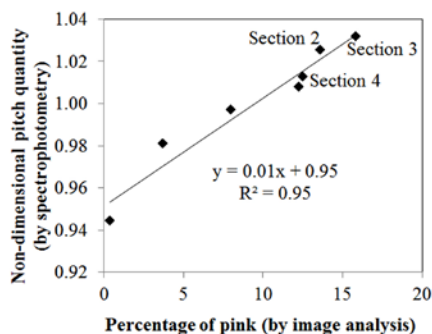 Non-dimensional pitch quantity
(by spectrophotometry)
1.04
1.02
1.00
0.98
0.96
0.94
0.92
Section 2
Section 3
Section 4
y = 0.01x + 0.95
R² = 0.95
0 5 10 15 20
Percentage of pink (by image analysis)